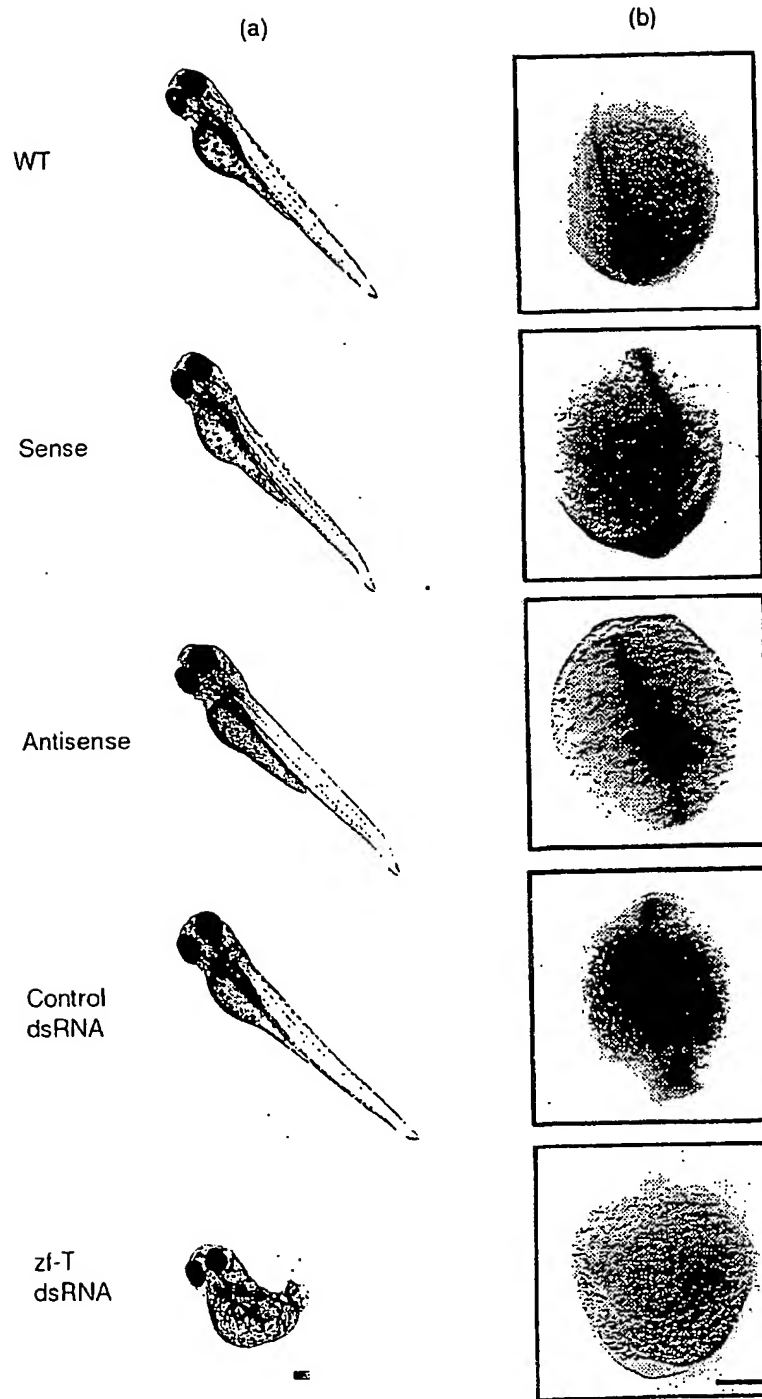 (a)
(b)
WT
Sense
Antisense
Control
dsRNA
zf-T
dsRNA